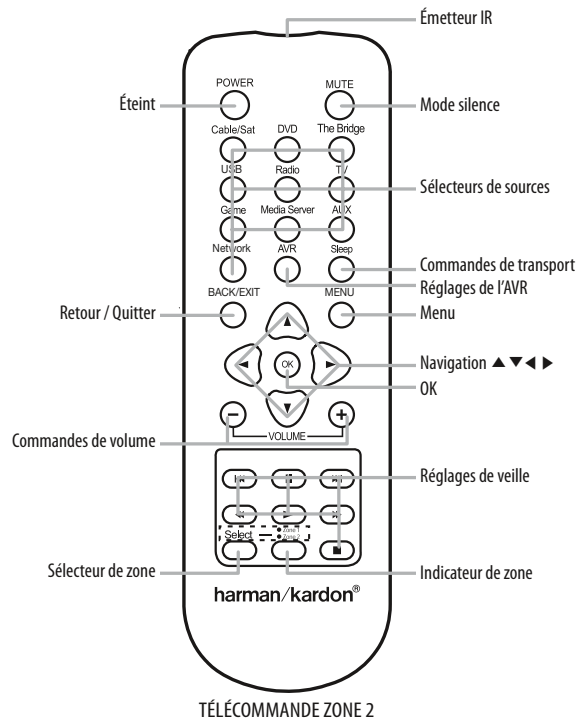 Émetteur IR
POWER
MUTE
Éteint
Mode silence
Cable/Sat DVD The Bridge
USB Radio TV
Sélecteurs de sources
Game Media Server AUX
Network AVR Sleep
Commandes de transport
Réglages de l'AVR
BACK/EXIT
MENU
Retour / Quitter
Menu
Navigation ▲▼◀ ▶
OK
OK
Commandes de volume
VOLUME
Réglages de veille
Select
Zone 1
Zone 2
Sélecteur de zone
Indicateur de zone
harman/kardon®
TÉLÉCOMMANDE ZONE 2